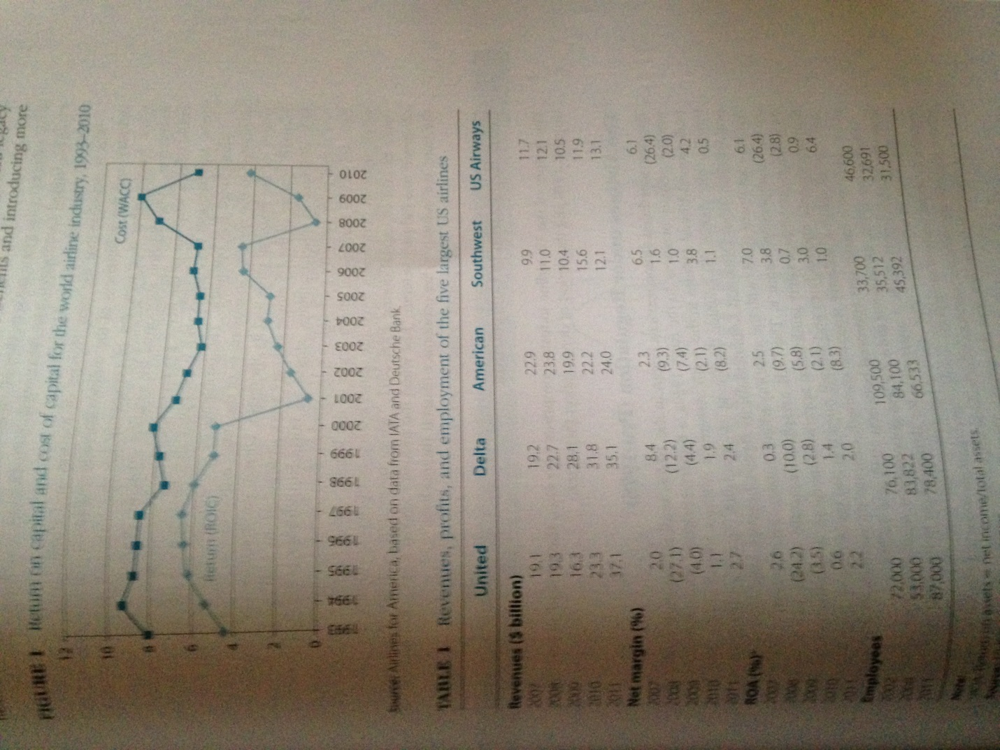 legacy
and introducing more
FIGURE 1 Return on capital and cost of capital for the world airline industry, 1993–2010
12
10
8
6
4
2
0
Cost (WACC)
Return (ROIC)
1993 1994 1995 1996 1997 1998 1999 2000 2001 2002 2003 2004 2005 2006 2007 2008 2009 2010
Source: Airlines for America, based on data from IATA and Deutsche Bank.
TABLE 1 Revenues, profits, and employment of the five largest US airlines
United Delta American Southwest US Airways
Revenues ($ billion)
2007 19.1 19.2 22.9 9.9 11.7
2008 19.3 22.7 23.8 11.0 12.1
2009 16.3 28.1 19.9 10.4 10.5
2010 23.3 31.8 22.2 15.6 11.9
2011 37.1 35.1 24.0 12.1 13.1
Net margin (%)
2007 2.0 8.4 2.3 6.5 6.1
2008 (27.1) (12.2) (9.3) 1.6 (26.4)
2009 (4.0) (4.4) (7.4) 1.0 (2.0)
2010 1.1 1.9 (2.1) 3.8 4.2
2011 2.7 2.4 (8.2) 1.1 0.5
ROA (%)
2007 2.6 0.3 2.5 7.0 6.1
2008 (24.2) (10.0) (9.7) 3.8 (26.4)
2009 (3.5) (2.8) (5.8) 0.7 (2.8)
2010 0.6 1.4 (2.1) 3.0 0.9
2011 2.2 2.0 (8.3) 1.0 6.4
Employees
2002 72,000 76,100 109,500 33,700 46,600
53,000 83,822 84,100 35,512 32,691
2011 87,000 78,400 66,533 45,392 31,500
Note:
ROA Return on assets = net income/total assets.